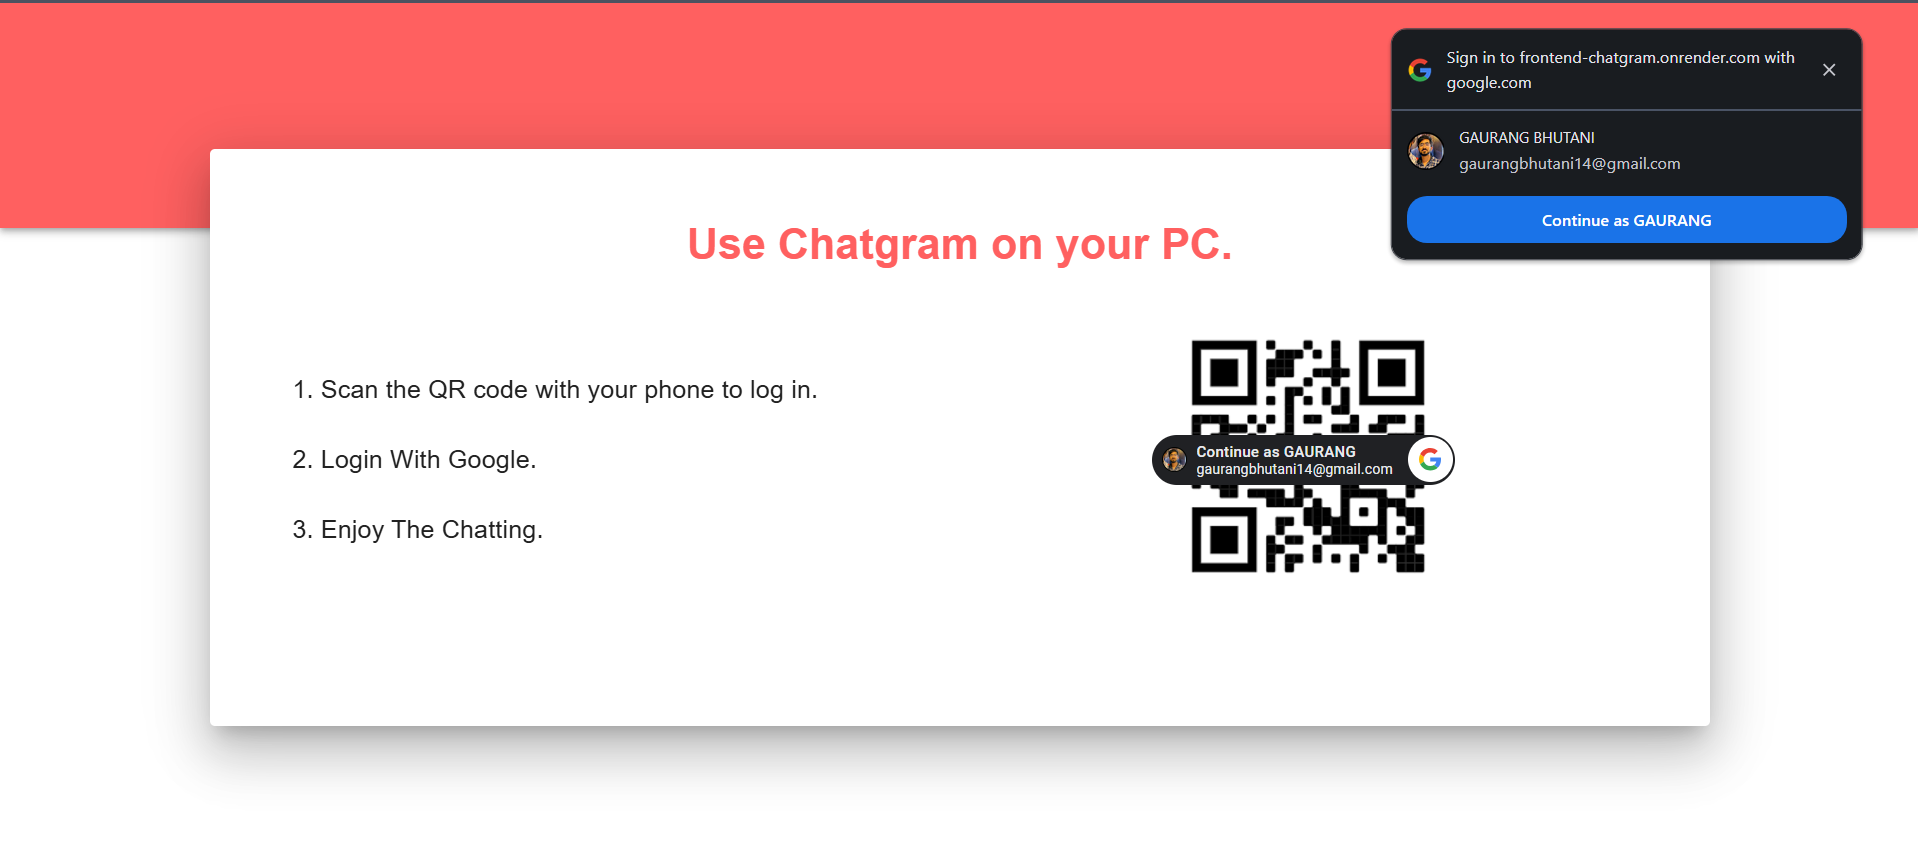 Sign in to frontend-chatgram.onrender.com with
google.com
GAURANG BHUTANI
gaurangbhutani14@gmail.com
Continue as GAURANG
Use Chatgram on your PC.
1. Scan the QR code with your phone to log in.
2. Login With Google.
3. Enjoy The Chatting.
Continue as GAURANG
gaurangbhutani14@gmail.com